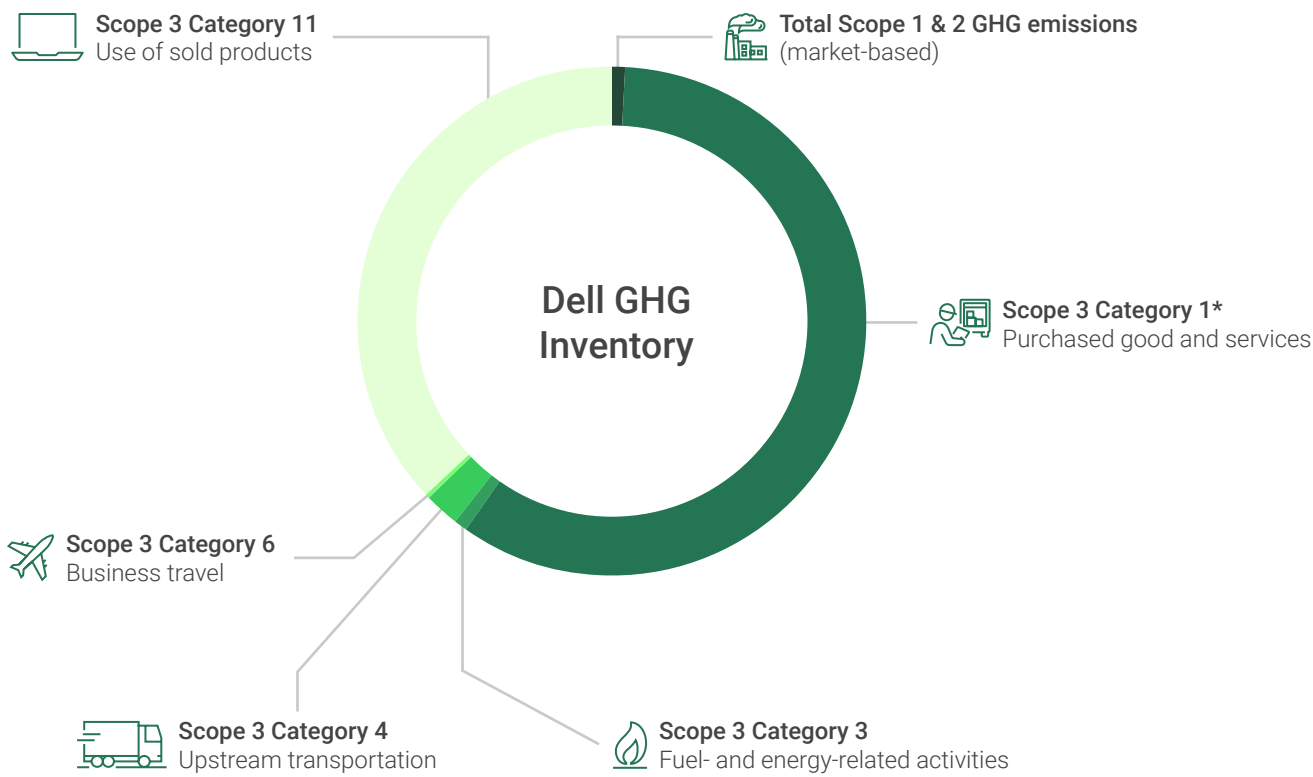 Scope 3 Category 11
Use of sold products
Total Scope 1 & 2 GHG emissions
(market-based)
Dell GHG
Inventory
Scope 3 Category 1*
Purchased good and services
Scope 3 Category 6
Business travel
Scope 3 Category 4
Upstream transportation
Scope 3 Category 3
Fuel- and energy-related activities